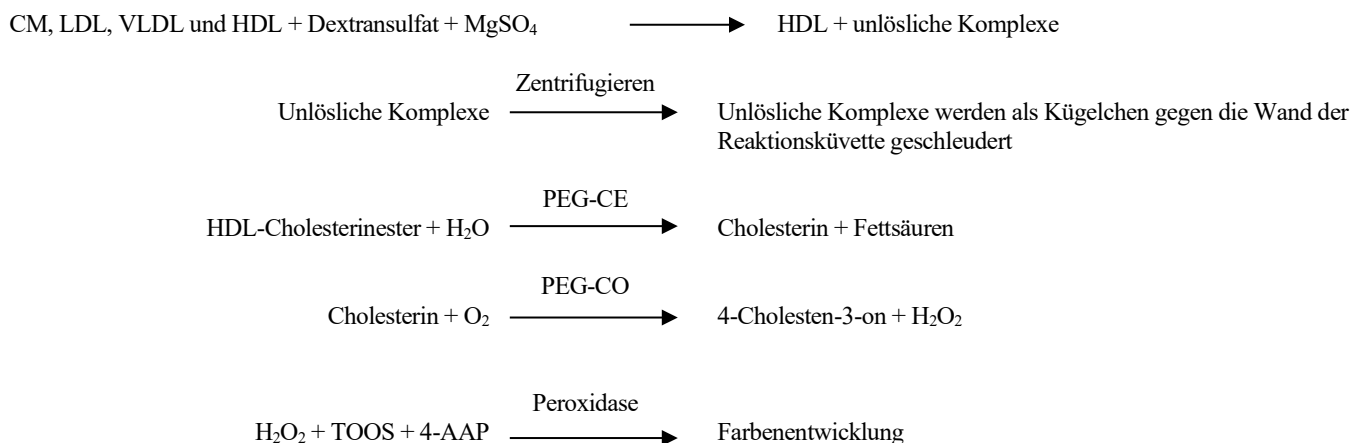 CM, LDL, VLDL und HDL + Dextransulfat + MgSO₄ HDL + unlösliche Komplexe
Zentrifugieren
Unlösliche Komplexe Unlösliche Komplexe werden als Kügelchen gegen die Wand der
Reaktionsküvette geschleudert
PEG-CE
HDL-Cholesterinester + H₂O Cholesterin + Fettsäuren
PEG-CO
Cholesterin + O₂ 4-Cholesten-3-on + H₂O₂
Peroxidase
H₂O₂ + TOOS + 4-AAP Farbenentwicklung